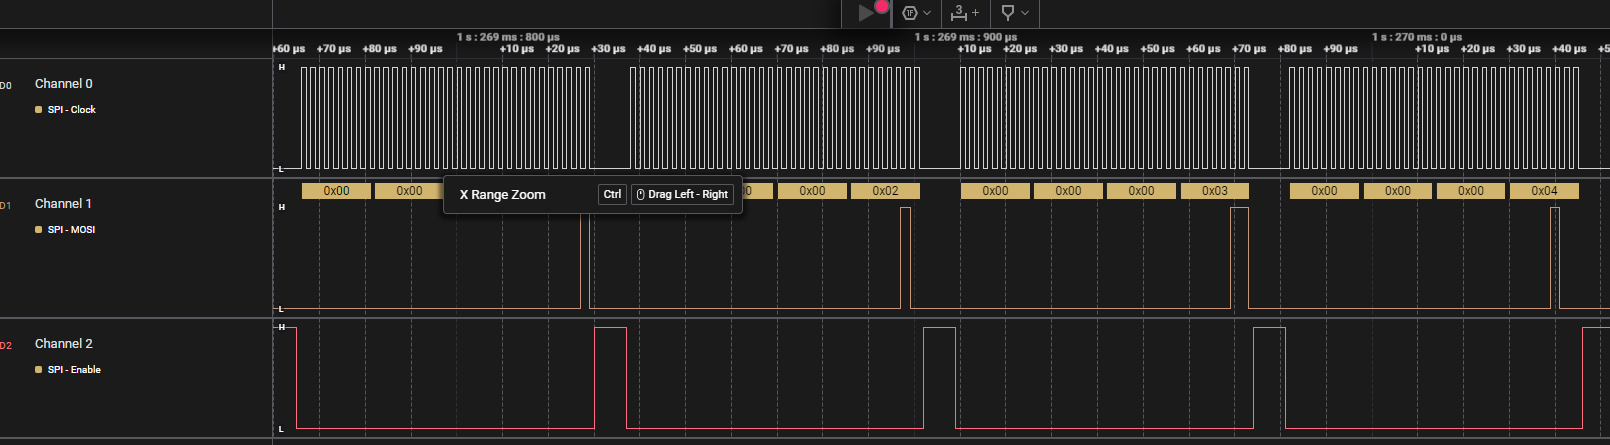 1F 3 +
1 s : 269 ms : 800 µs 1 s : 269 ms : 900 µs 1 s : 270 ms : 0 µs
+60 µs +70 µs +80 µs +90 µs +10 µs +20 µs +30 µs +40 µs +50 µs +60 µs +70 µs +80 µs +90 µs +10 µs +20 µs +30 µs +40 µs +50 µs +60 µs +70 µs +80 µs +90 µs +10 µs +20 µs +30 µs +40 µs +5
H
D0 Channel 0
SPI - Clock
L
0x00 0x00 0x00 0x02 0x00 0x00 0x00 0x03 0x00 0x00 0x00 0x04
X Range Zoom Ctrl Drag Left - Right
D1 Channel 1
H
SPI - MOSI
L
H
D2 Channel 2
SPI - Enable
L